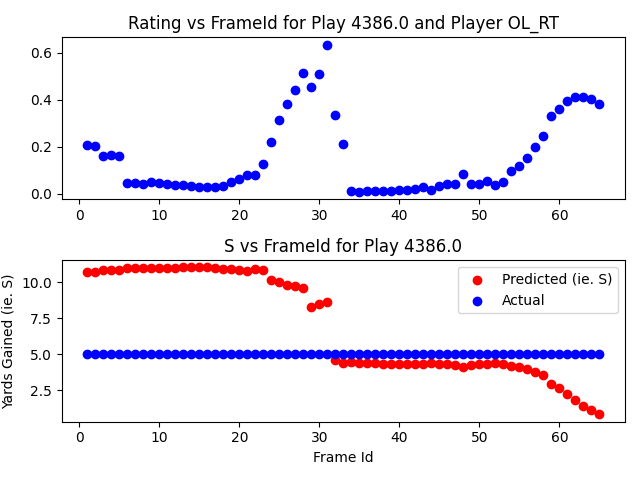 Rating vs FrameId for Play 4386.0 and Player OL_RT
0.6
0.4
0.2
0.0
0 10 20 30 40 50 60
S vs FrameId for Play 4386.0
Yards Gained (ie. S)
10.0
7.5
5.0
2.5
Predicted (ie. S)
Actual
0 10 20 30 40 50 60
Frame Id